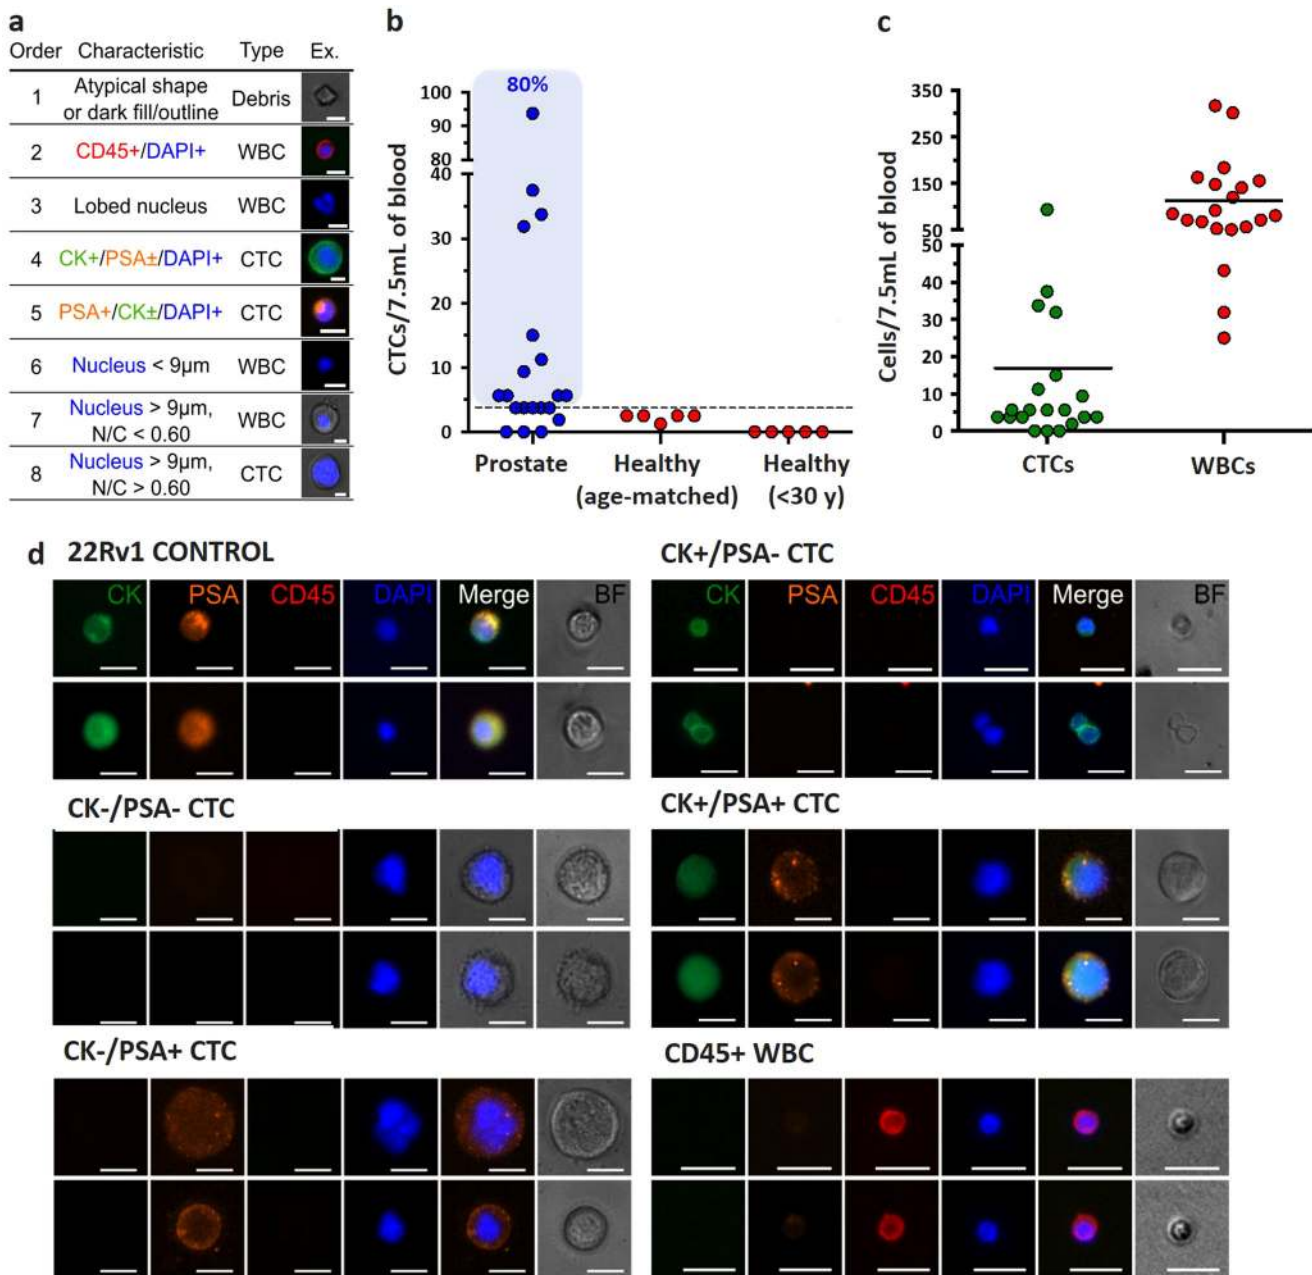 a
Order Characteristic Type Ex.
1 Atypical shape or dark fill/outline Debris
2 CD45+/DAPI+ WBC
3 Lobed nucleus WBC
4 CK+/PSA±/DAPI+ CTC
5 PSA+/CK±/DAPI+ CTC
6 Nucleus < 9μm WBC
7 Nucleus > 9μm, N/C < 0.60 WBC
8 Nucleus > 9μm, N/C > 0.60 CTC
b
80%
CTCs/7.5mL of blood
100
95
90
80
40
30
20
10
0
Prostate
Healthy
(age-matched)
Healthy
(<30 y)
c
Cells/7.5mL of blood
350
250
150
50
50
40
30
20
10
0
CTCs
WBCs
d 22Rv1 CONTROL
CK PSA CD45 DAPI Merge BF
CK+/PSA- CTC
CK PSA CD45 DAPI Merge BF
CK-/PSA- CTC
CK+/PSA+ CTC
CK-/PSA+ CTC
CD45+ WBC